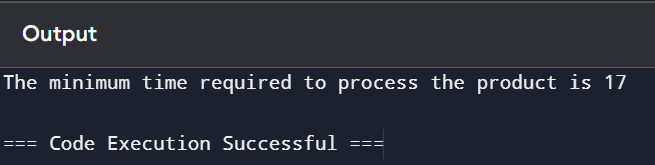 Output
The minimum time required to process the product is 17
=== Code Execution Successful ===